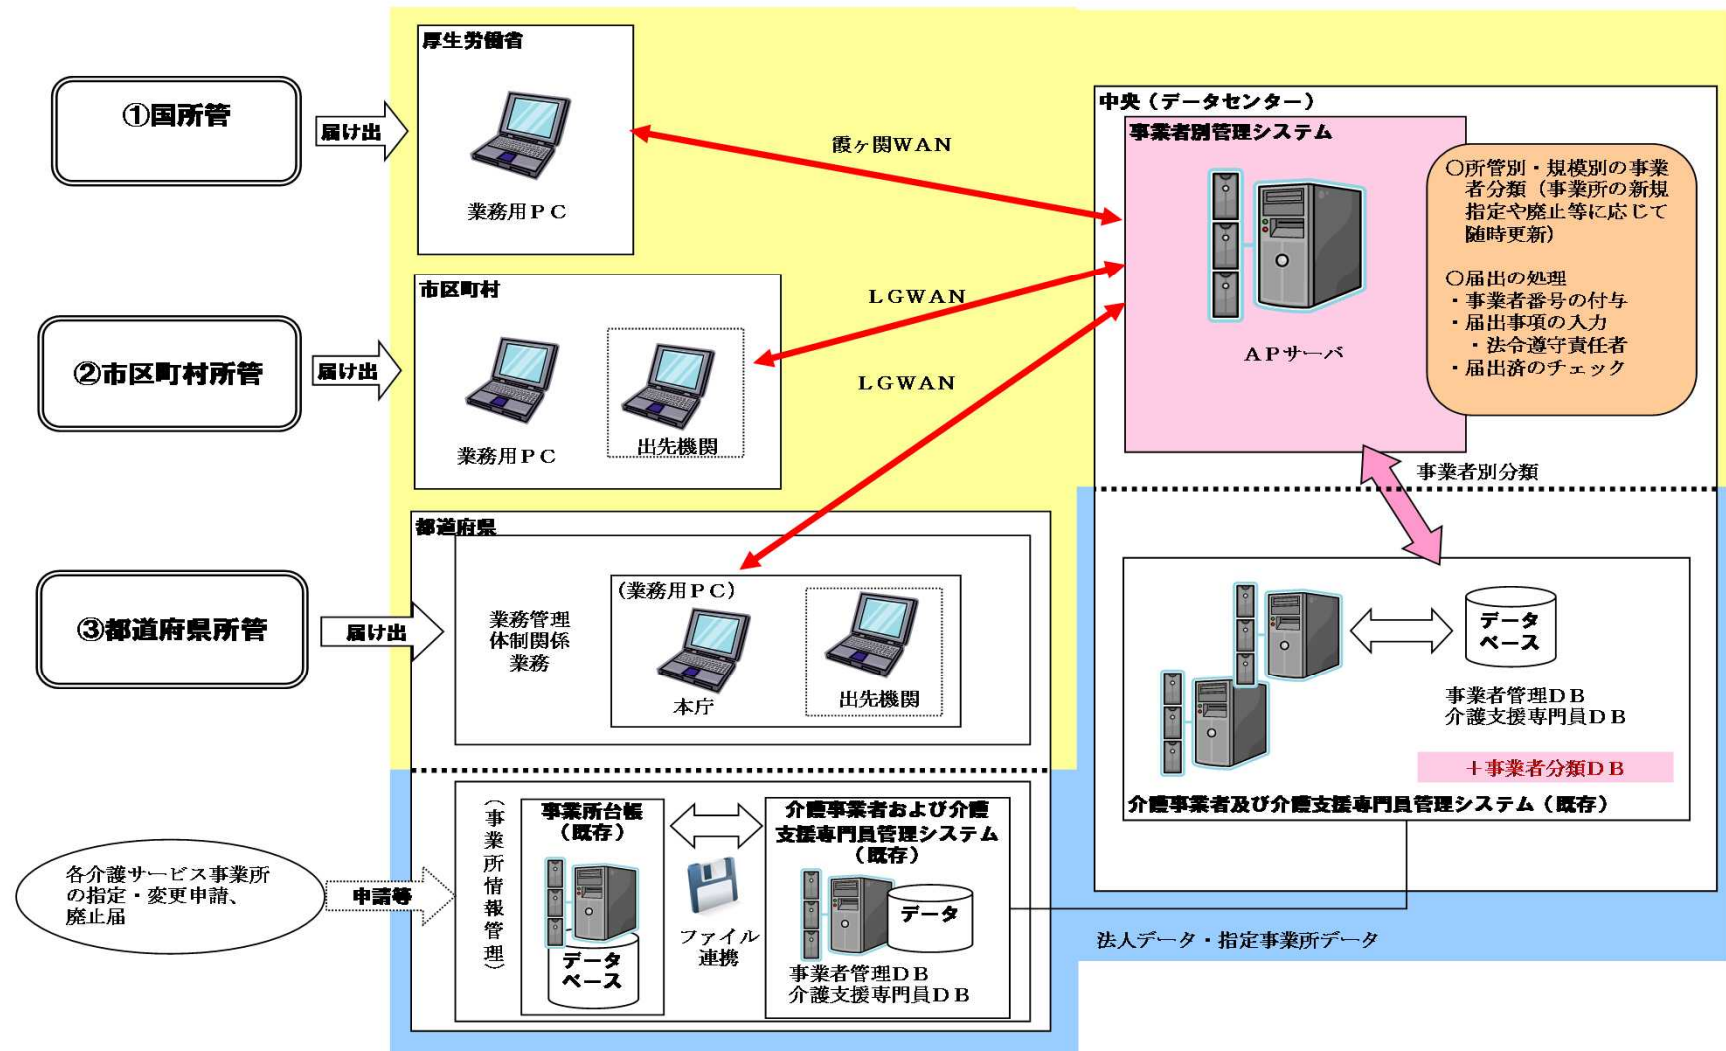 ①国所管
届け出
厚生労働省
業務用ＰＣ
霞ヶ関ＷＡＮ
②市区町村所管
届け出
市区町村
業務用ＰＣ
出先機関
ＬＧＷＡＮ
ＬＧＷＡＮ
中央（データセンター）
事業者別管理システム
ＡＰサーバ
○所管別・規模別の事業
者分類（事業所の新規
指定や廃止等に応じて
随時更新）
○届出の処理
・事業者番号の付与
・届出事項の入力
・法令遵守責任者
・届出済のチェック
事業者別分類
③都道府県所管
届け出
都道府県
業務管理
体制関係
業務
（業務用ＰＣ）
本庁
出先機関
データ
ベース
事業者管理ＤＢ
介護支援専門員ＤＢ
＋事業者分類ＤＢ
介護事業者及び介護支援専門員管理システム（既存）
各介護サービス事業所
の指定・変更申請、
廃止届
申請等
（事業所情報管理）
事業所台帳
（既存）
データ
ベース
ファイル
連携
介護事業者および介護
支援専門員管理システム
（既存）
データ
事業者管理ＤＢ
介護支援専門員ＤＢ
法人データ・指定事業所データ